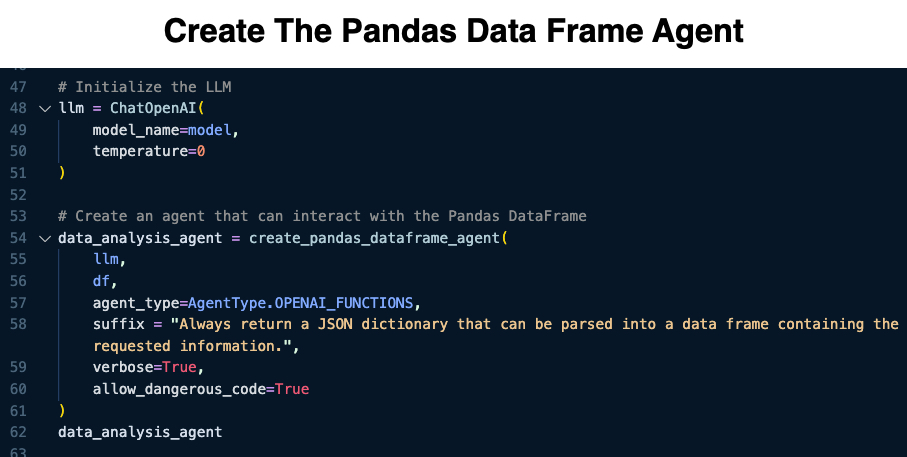 Create The Pandas Data Frame Agent
47 # Initialize the LLM
48 llm = ChatOpenAI(
49 model_name=model,
50 temperature=0
51 )
52
53 # Create an agent that can interact with the Pandas DataFrame
54 data_analysis_agent = create_pandas_dataframe_agent(
55 llm,
56 df,
57 agent_type=AgentType.OPENAI_FUNCTIONS,
58 suffix = "Always return a JSON dictionary that can be parsed into a data frame containing the
requested information.",
59 verbose=True,
60 allow_dangerous_code=True
61 )
62 data_analysis_agent
63